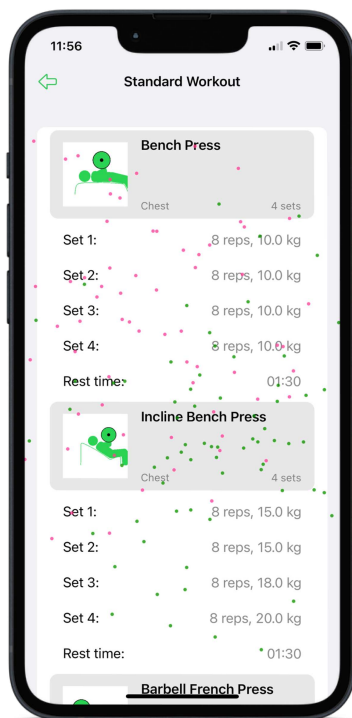 11:56
Standard Workout
Bench Press
Chest 4 sets
Set 1: 8 reps, 10.0 kg
Set 2: 8 reps, 10.0 kg
Set 3: 8 reps, 10.0 kg
Set 4: 8 reps, 10.0 kg
Rest time: 01:30
Incline Bench Press
Chest 4 sets
Set 1: 8 reps, 15.0 kg
Set 2: 8 reps, 15.0 kg
Set 3: 8 reps, 18.0 kg
Set 4: 8 reps, 20.0 kg
Rest time: 01:30
Barbell French Press